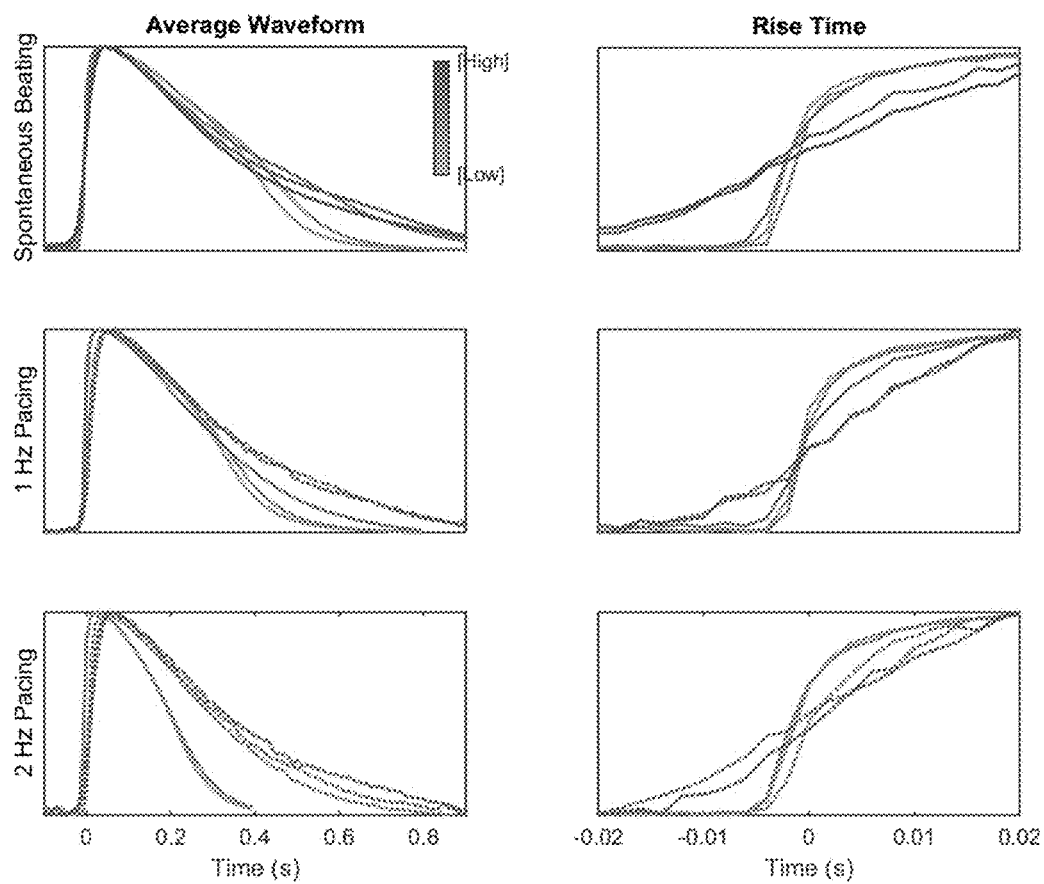 Average Waveform
Rise Time
Spontaneous Beating
[High]
[Low]
1 Hz Pacing
2 Hz Pacing
0 0.2 0.4 0.6 0.8
-0.02 -0.01 0 0.01 0.02
Time (s)
Time (s)